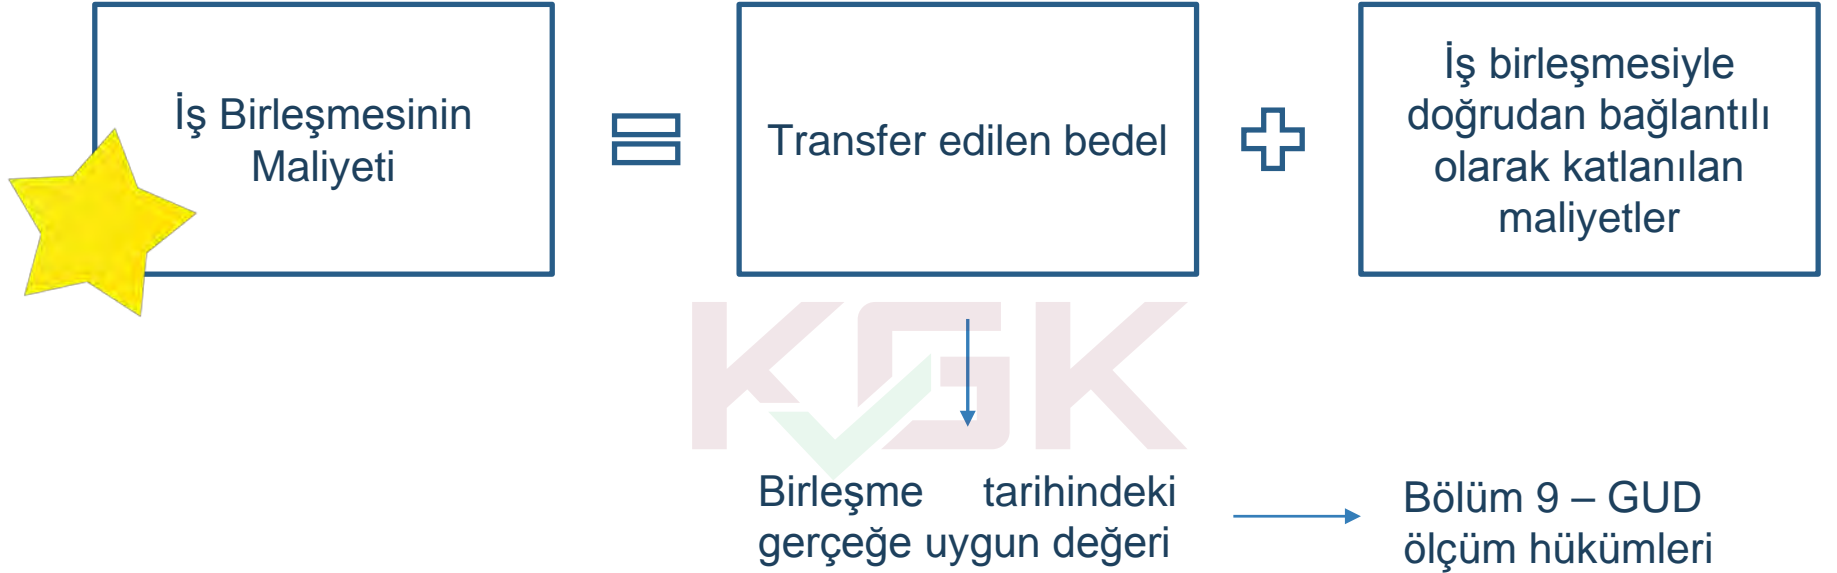 İş Birleşmesinin
Maliyeti
Transfer edilen bedel
İş birleşmesiyle
doğrudan bağlantılı
olarak katlanılan
maliyetler
KGK
Birleşme tarihindeki
gerçeğe uygun değeri
Bölüm 9 – GUD
ölçüm hükümleri